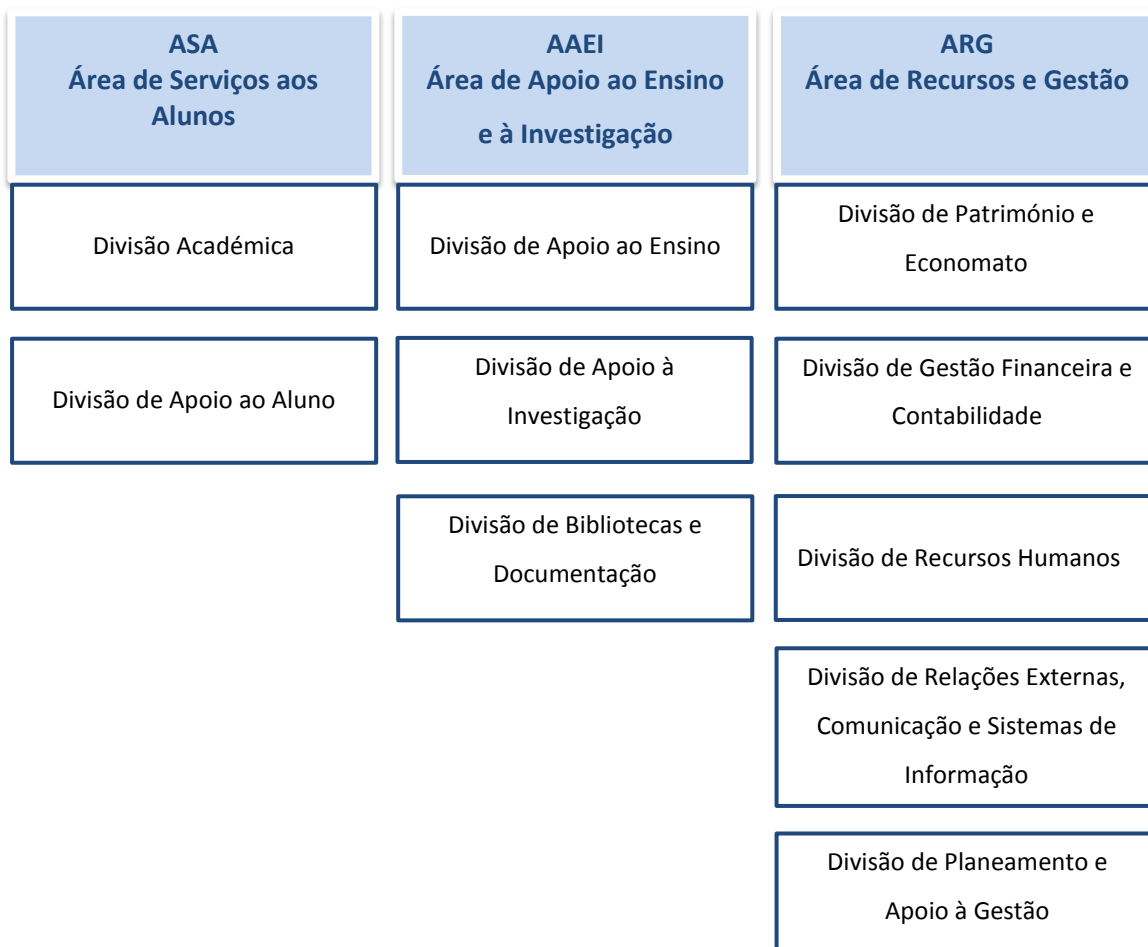 ASA
Área de Serviços aos
Alunos
Divisão Académica
Divisão de Apoio ao Aluno
AAEI
Área de Apoio ao Ensino
e à Investigação
Divisão de Apoio ao Ensino
Divisão de Apoio à
Investigação
Divisão de Bibliotecas e
Documentação
ARG
Área de Recursos e Gestão
Divisão de Património e
Economato
Divisão de Gestão Financeira e
Contabilidade
Divisão de Recursos Humanos
Divisão de Relações Externas,
Comunicação e Sistemas de
Informação
Divisão de Planeamento e
Apoio à Gestão